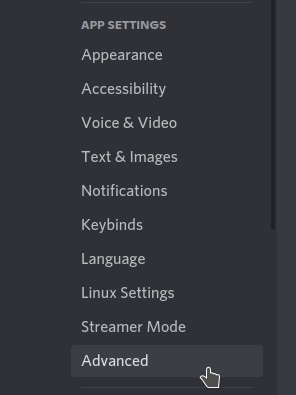 APP SETTINGS
Appearance
Accessibility
Voice & Video
Text & Images
Notifications
Keybinds
Language
Linux Settings
Streamer Mode
Advanced